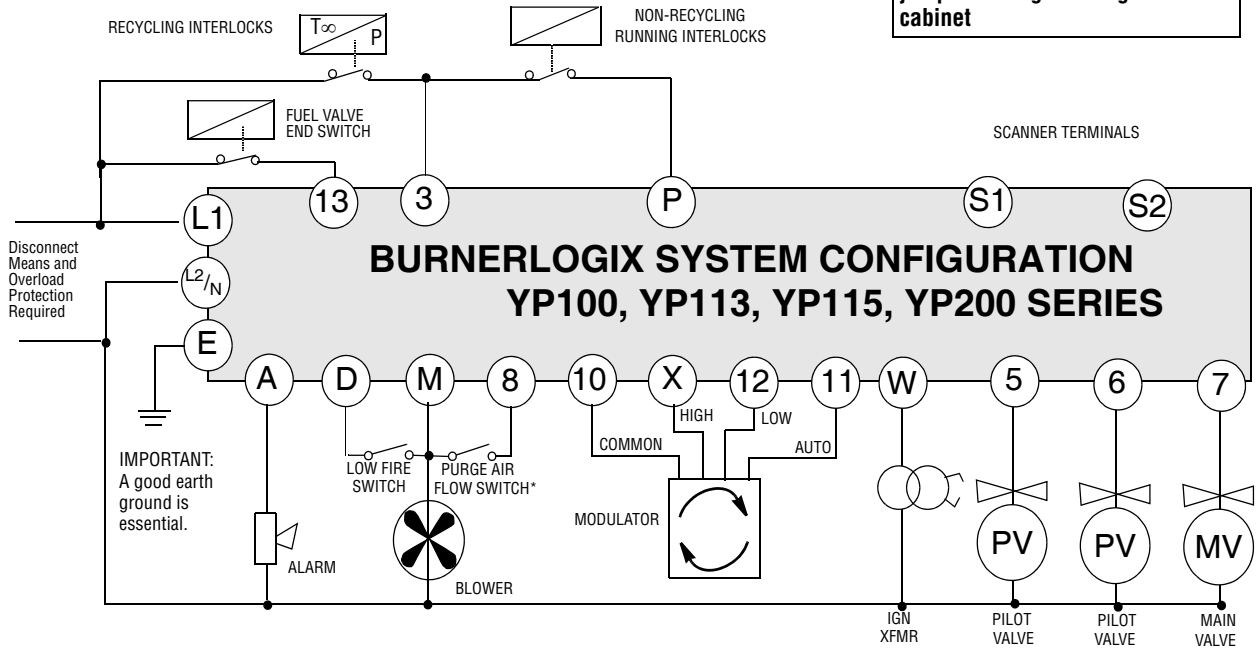 cabinet
RECYCLING INTERLOCKS
T∞
P
NON-RECYCLING
RUNNING INTERLOCKS
FUEL VALVE
END SWITCH
SCANNER TERMINALS
13
3
P
S1
S2
L1
L2/N
E
Disconnect
Means and
Overload
Protection
Required
BURNERLOGIX SYSTEM CONFIGURATION
YP100, YP113, YP115, YP200 SERIES
A
D
M
8
10
X
12
11
W
5
6
7
HIGH
LOW
COMMON
AUTO
IMPORTANT:
A good earth
ground is
essential.
LOW FIRE
SWITCH
PURGE AIR
FLOW SWITCH*
MODULATOR
ALARM
BLOWER
PV
PV
MV
IGN
XFMR
PILOT
VALVE
PILOT
VALVE
MAIN
VALVE